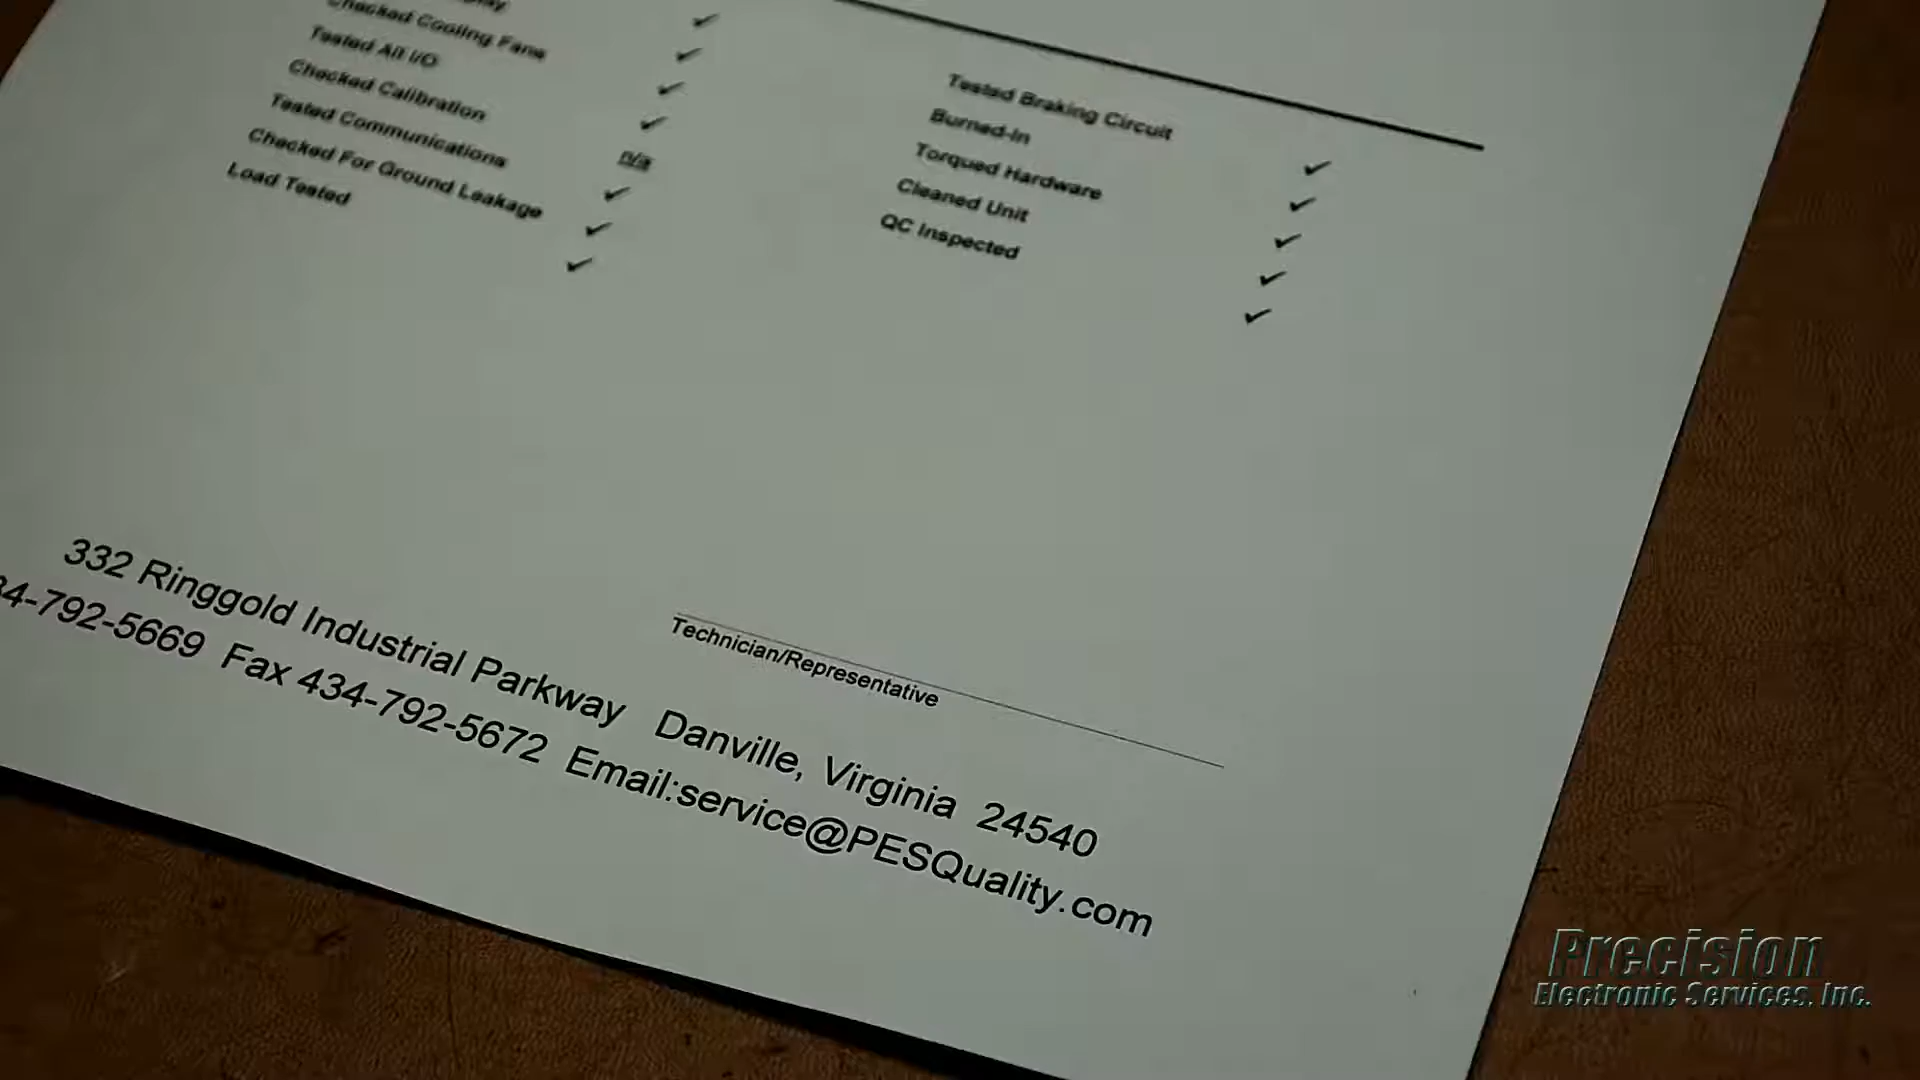 Checked Cooling Fans ✓
Tested All I/O ✓
Checked Calibration ✓
Tested Communications n/a
Checked For Ground Leakage ✓
Load Tested ✓
Tested Braking Circuit ✓
Burned-In ✓
Torqued Hardware ✓
Cleaned Unit ✓
QC Inspected ✓
Technician/Representative
332 Ringgold Industrial Parkway Danville, Virginia 24540
34-792-5669 Fax 434-792-5672 Email:service@PESQuality.com
Precision
Electronic Services, Inc.